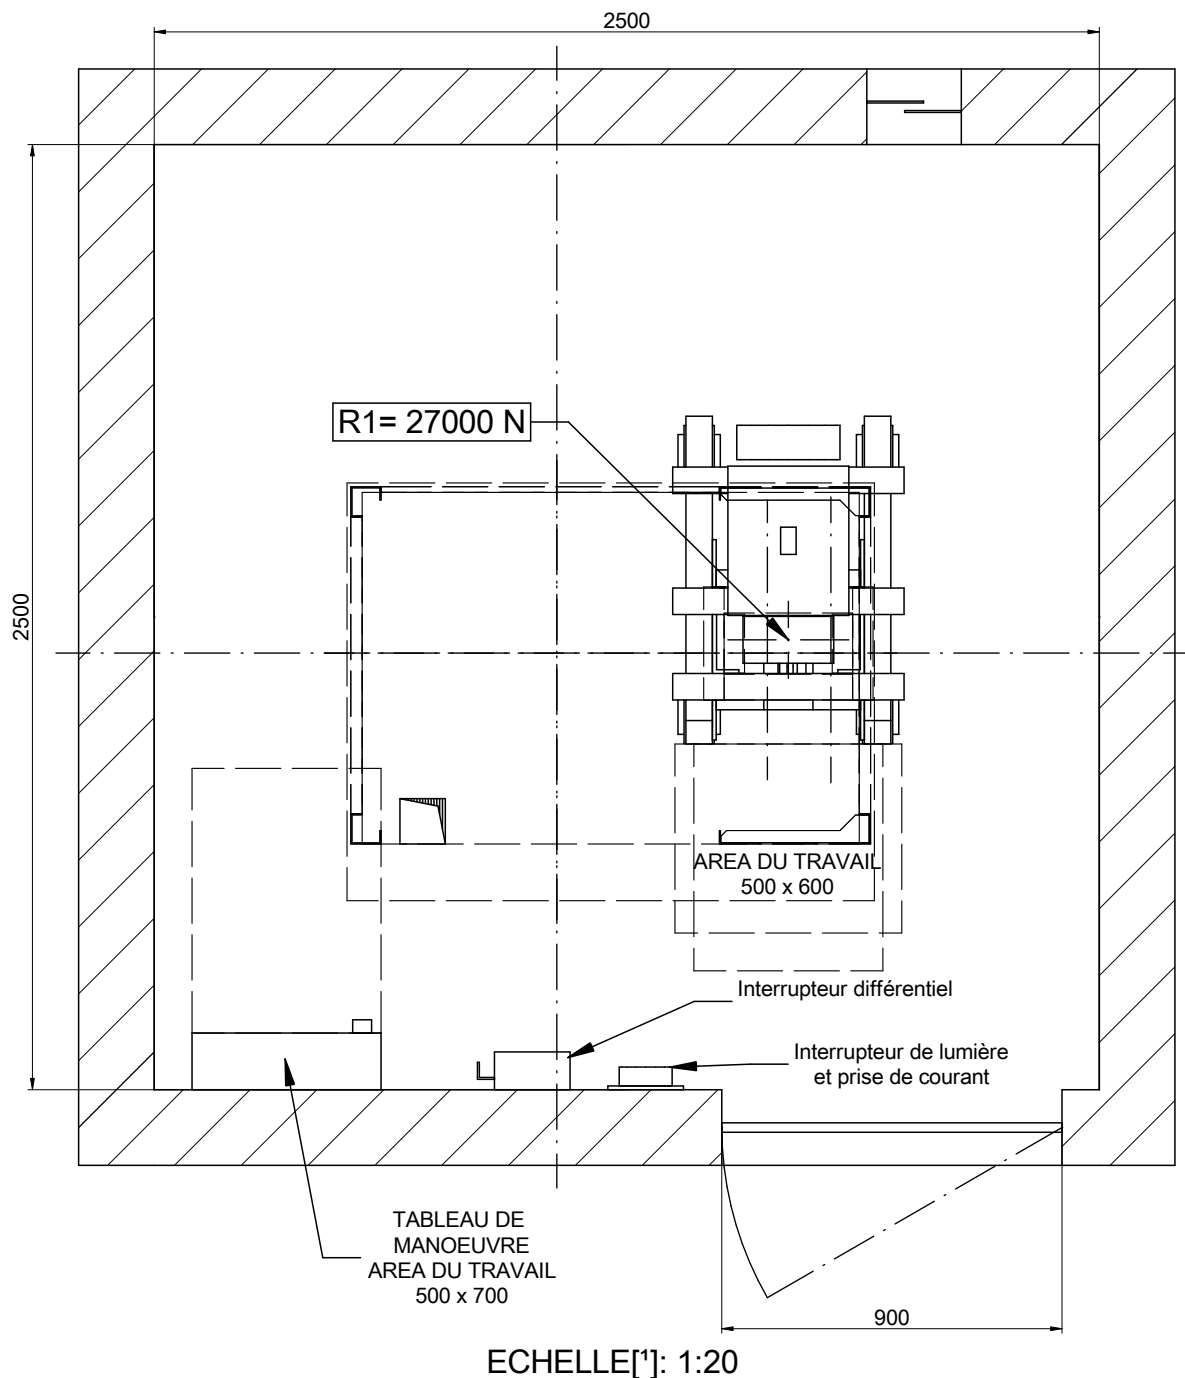 2500
2500
R1= 27000 N
AREA DU TRAVAIL
500 x 600
Interrupteur différentiel
Interrupteur de lumière
et prise de courant
TABLEAU DE
MANOEUVRE
AREA DU TRAVAIL
500 x 700
900
ECHELLE[¹]: 1:20